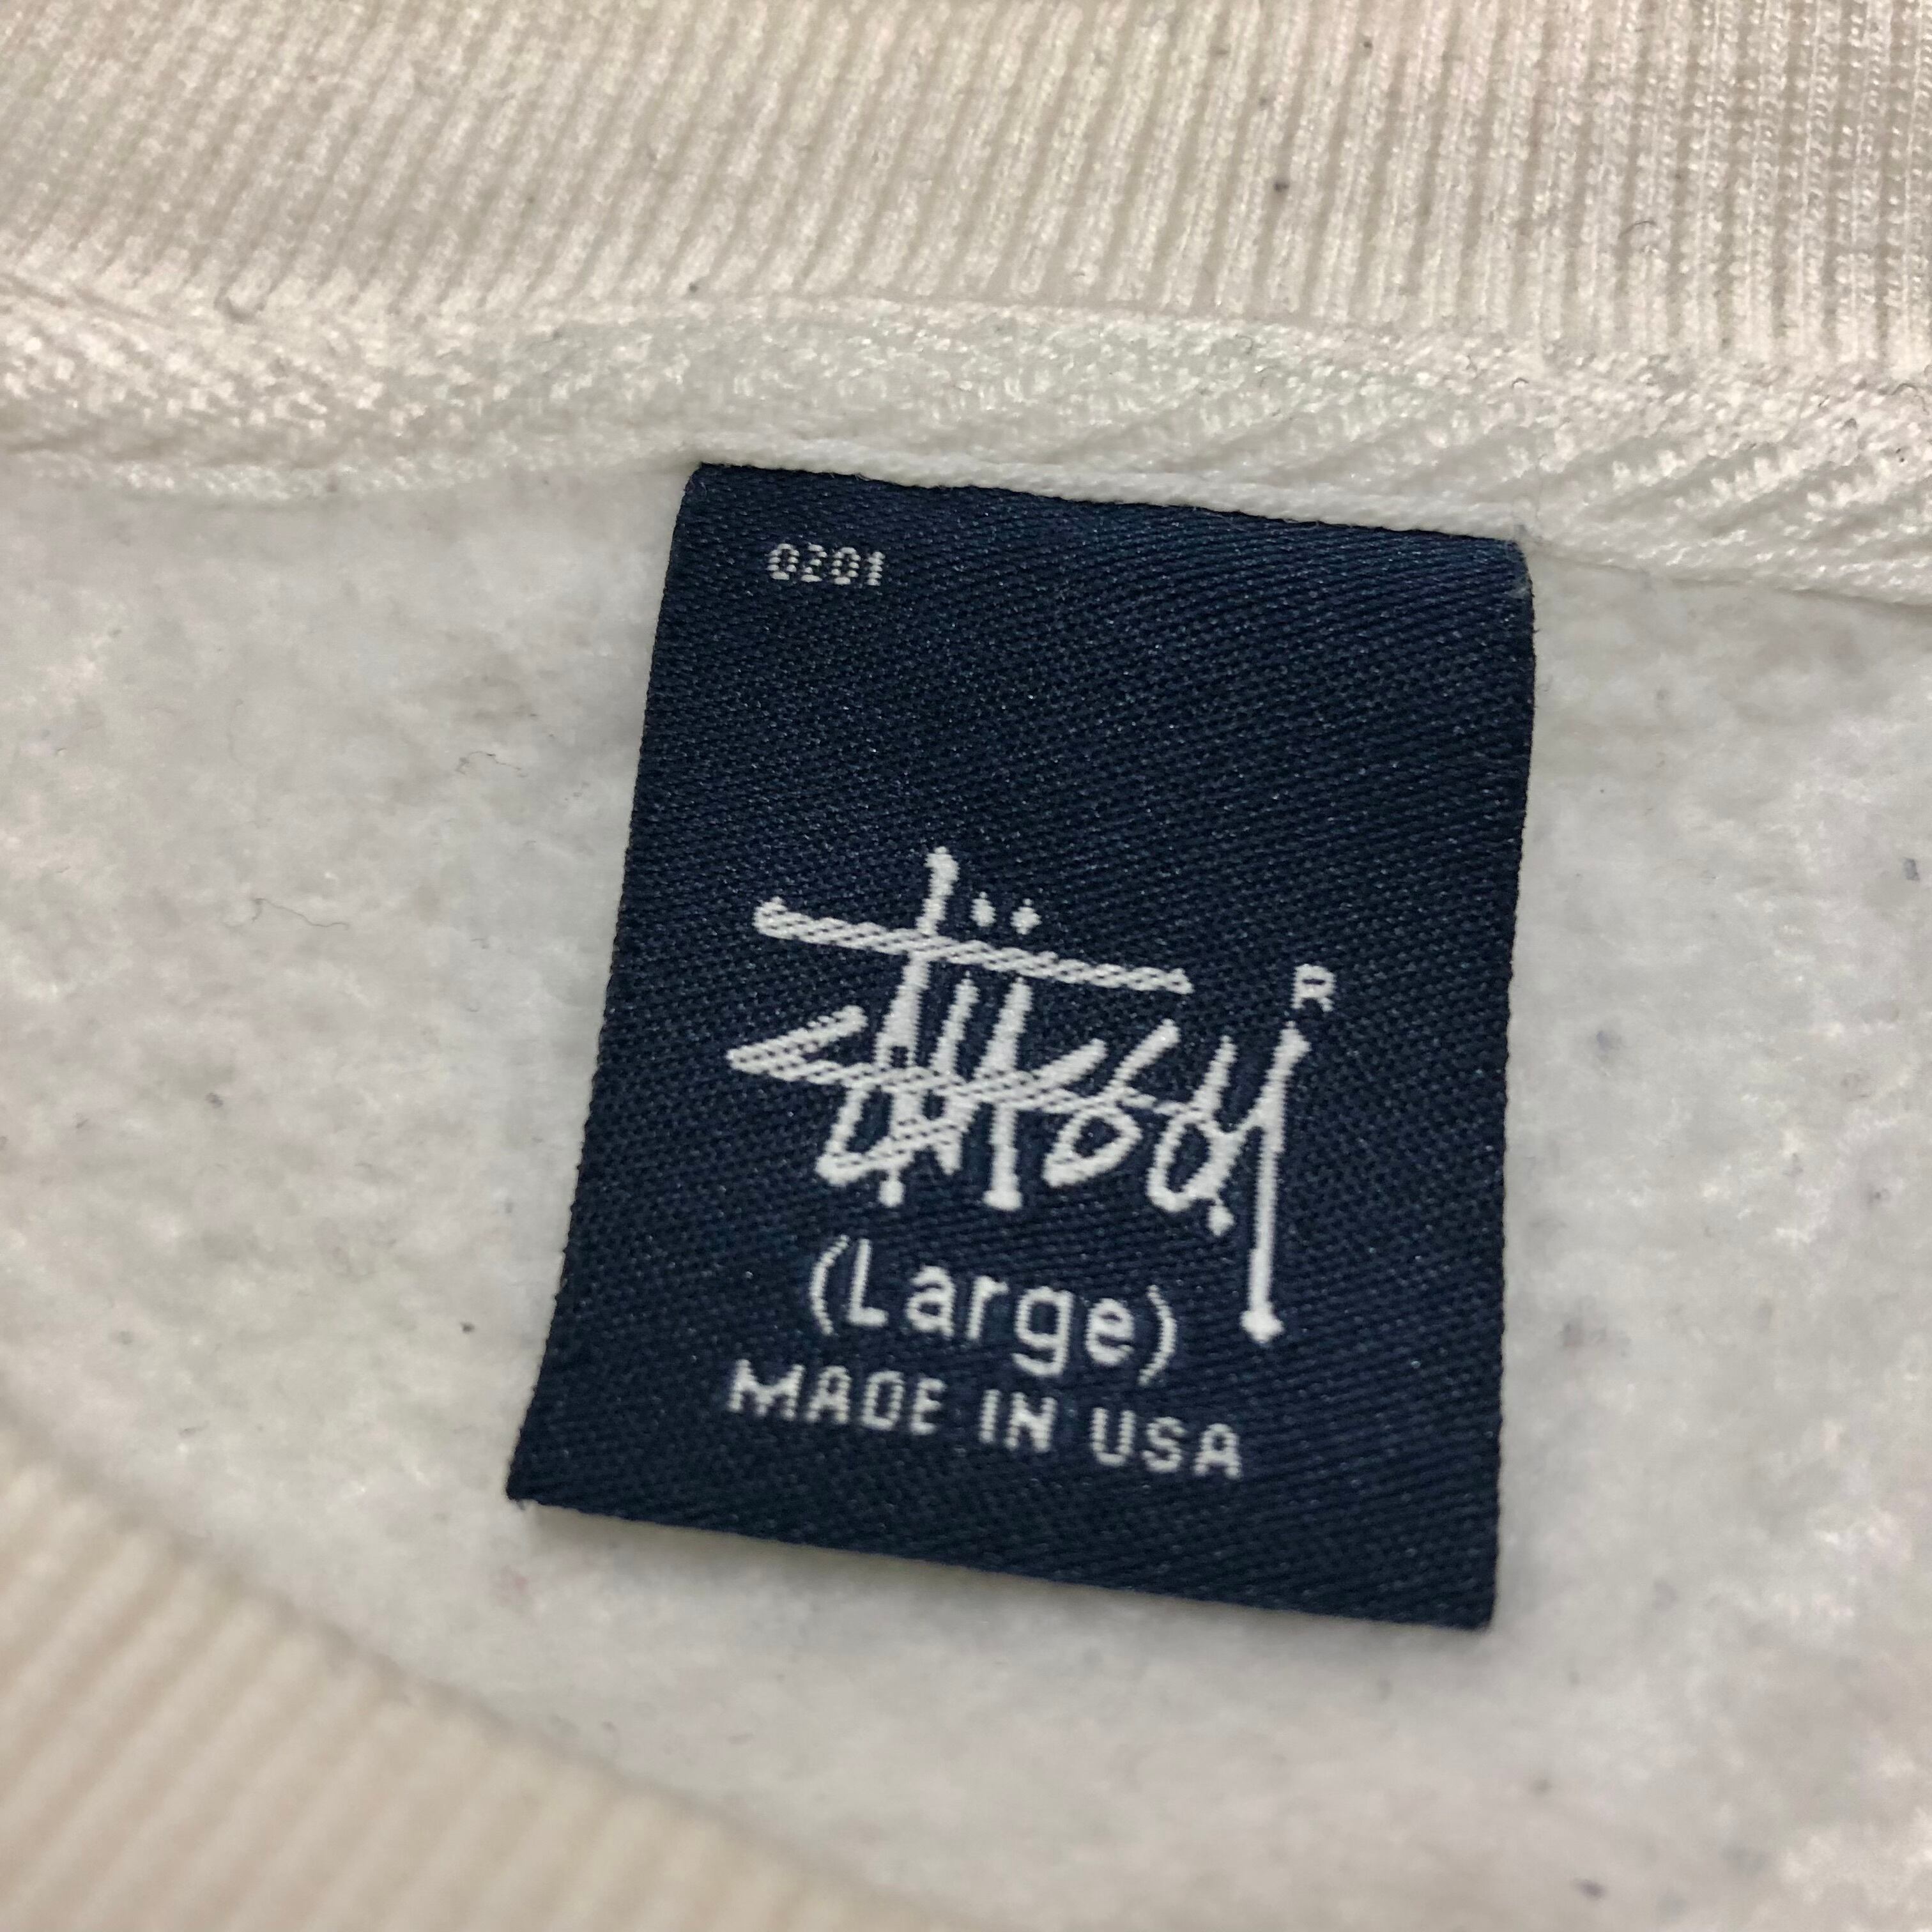 0201
Stüssy
R
(Large)
MADE IN USA